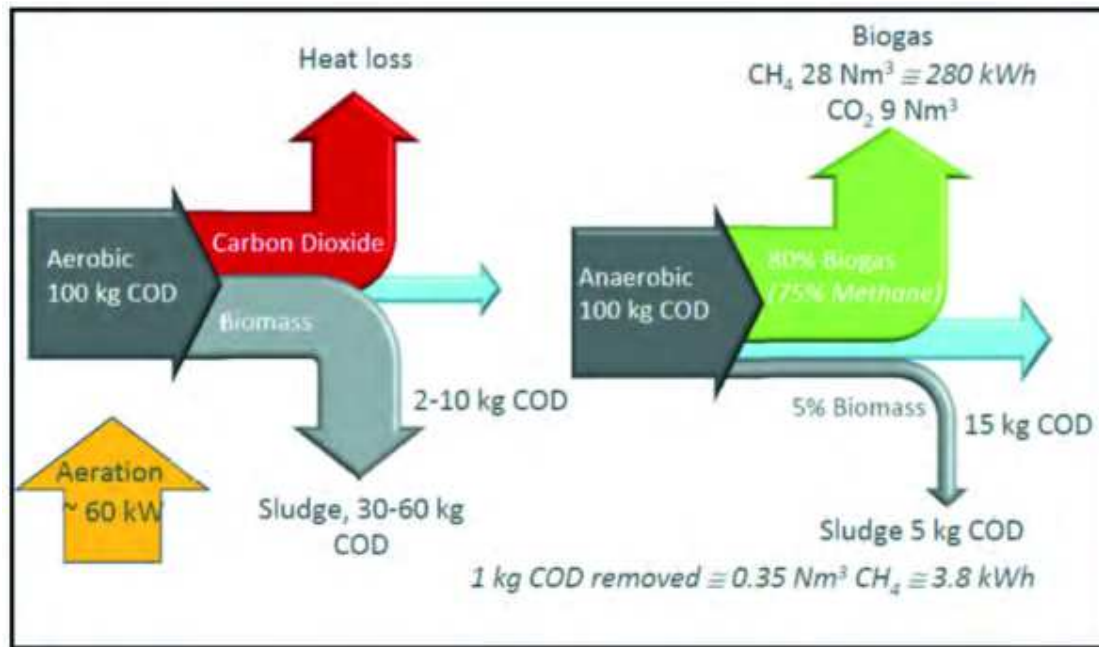 Heat loss
Carbon Dioxide
Aerobic
100 kg COD
Biomass
2-10 kg COD
Aeration
~ 60 kW
Sludge, 30-60 kg
COD
Biogas
CH₄ 28 Nm³ ≅ 280 kWh
CO₂ 9 Nm³
80% Biogas
(75% Methane)
Anaerobic
100 kg COD
5% Biomass
15 kg COD
Sludge 5 kg COD
1 kg COD removed ≅ 0.35 Nm³ CH₄ ≅ 3.8 kWh